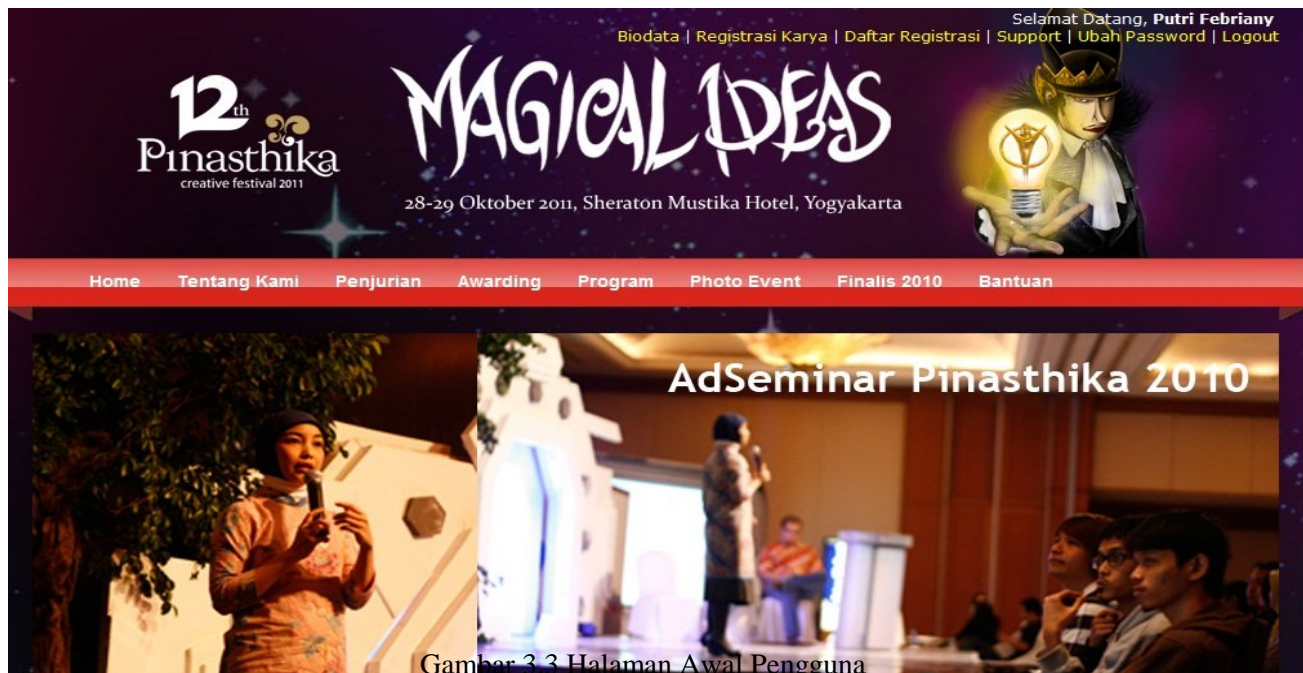 Selamat Datang, Putri Febriany
Biodata | Registrasi Karya | Daftar Registrasi | Support | Ubah Password | Logout
12th
Pinasthika
creative festival 2011
MAGICAL IDEAS
28-29 Oktober 2011, Sheraton Mustika Hotel, Yogyakarta
Home Tentang Kami Penjurian Awarding Program Photo Event Finalis 2010 Bantuan
AdSeminar Pinasthika 2010
Gambar 3.3 Halaman Awal Pengguna